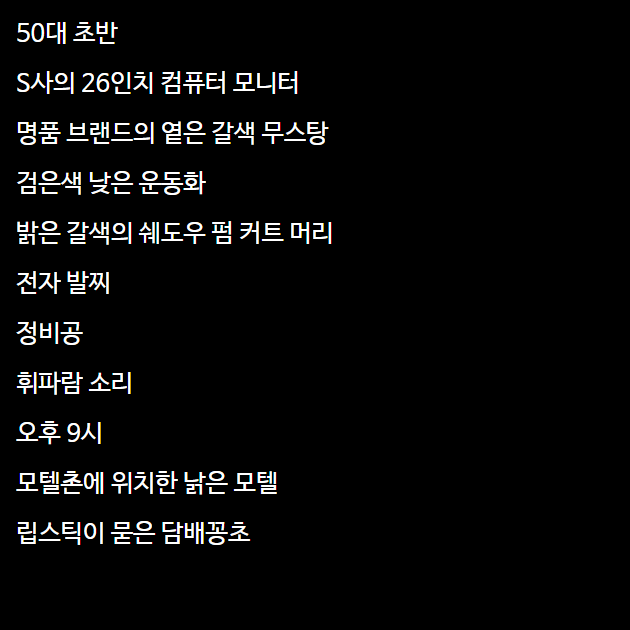 50대 초반
S사의 26인치 컴퓨터 모니터
명품 브랜드의 옅은 갈색 무스탕
검은색 낮은 운동화
밝은 갈색의 쉐도우 펌 커트 머리
전자 발찌
정비공
휘파람 소리
오후 9시
모텔촌에 위치한 낡은 모텔
립스틱이 묻은 담배꽁초